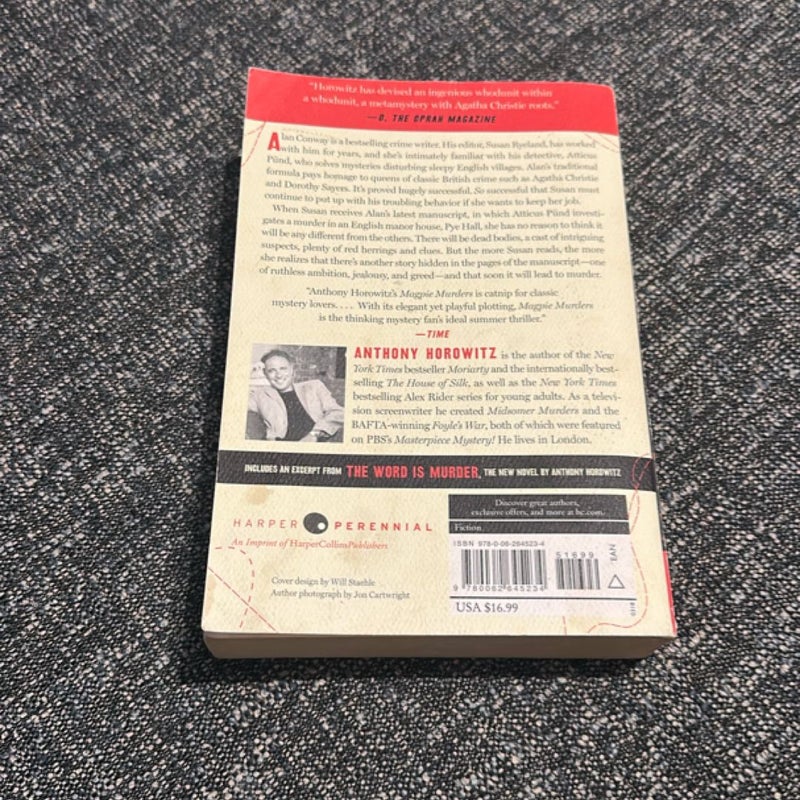 "Horowitz has devised an ingenious whodunit within
a whodunit, a metamystery with Agatha Christie roots."
—O, THE OPRAH MAGAZINE
Alan Conway is a bestselling crime writer. His editor, Susan Ryeland, has worked
with him for years, and she's intimately familiar with his detective, Atticus
Pünd, who solves mysteries disturbing sleepy English villages. Alan's traditional
formula pays homage to queens of classic British crime such as Agatha Christie
and Dorothy Sayers. It's proved hugely successful. So successful that Susan must
continue to put up with his troubling behavior if she wants to keep her job.
When Susan receives Alan's latest manuscript, in which Atticus Pünd investi-
gates a murder in an English manor house, Pye Hall, she has no reason to think it
will be any different from the others. There will be dead bodies, a cast of intriguing
suspects, plenty of red herrings and clues. But the more Susan reads, the more
she realizes that there's another story hidden in the pages of the manuscript—one
of ruthless ambition, jealousy, and greed—and that soon it will lead to murder.
"Anthony Horowitz's Magpie Murders is catnip for classic
mystery lovers. . . . With its elegant yet playful plotting, Magpie Murders
is the thinking mystery fan's ideal summer thriller."
—TIME
ANTHONY HOROWITZ is the author of the New
York Times bestseller Moriarty and the internationally best-
selling The House of Silk, as well as the New York Times
bestselling Alex Rider series for young adults. As a televi-
sion screenwriter he created Midsomer Murders and the
BAFTA-winning Foyle's War, both of which were featured
on PBS's Masterpiece Mystery! He lives in London.
INCLUDES AN EXCERPT FROM THE WORD IS MURDER, THE NEW NOVEL BY ANTHONY HOROWITZ
HARPER PERENNIAL
An Imprint of HarperCollinsPublishers
Cover design by Will Staehle
Author photograph by Jon Cartwright
Discover great authors,
exclusive offers, and more at hc.com.
Fiction
ISBN 978-0-06-264523-4
51699
EAN
9 780062 645234
USA $16.99
0318